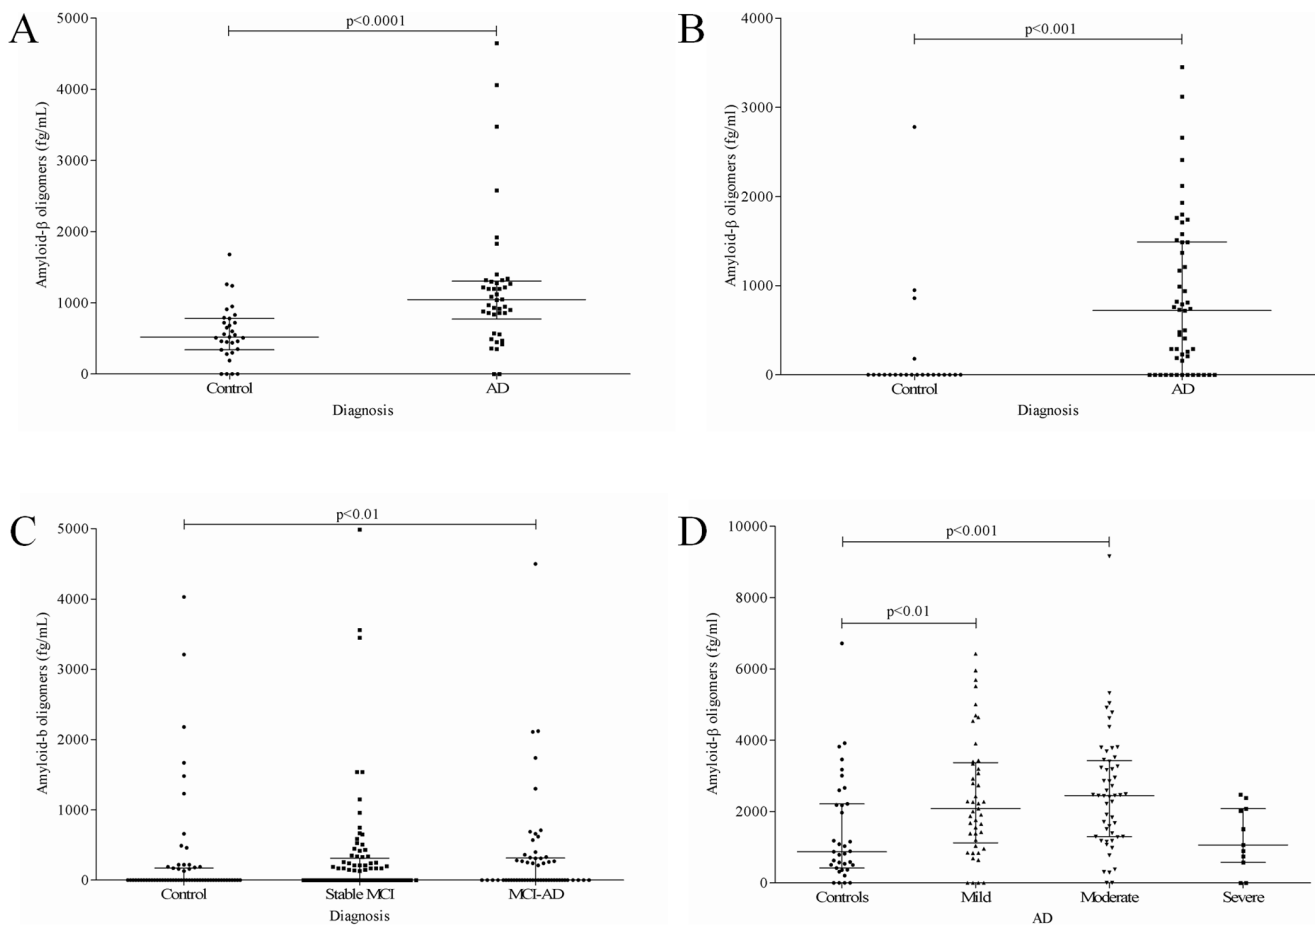 A
p<0.0001
5000
4000
3000
2000
1000
0
Amyloid-β oligomers (fg/mL)
Control
AD
Diagnosis
B
p<0.001
4000
3000
2000
1000
0
Amyloid-β oligomers (fg/ml)
Control
AD
Diagnosis
C
p<0.01
5000
4000
3000
2000
1000
0
Amyloid-b oligomers (fg/mL)
Control
Stable MCI
MCI-AD
Diagnosis
D
p<0.001
p<0.01
10000
8000
6000
4000
2000
0
Amyloid-β oligomers (fg/ml)
Controls
Mild
Moderate
Severe
AD